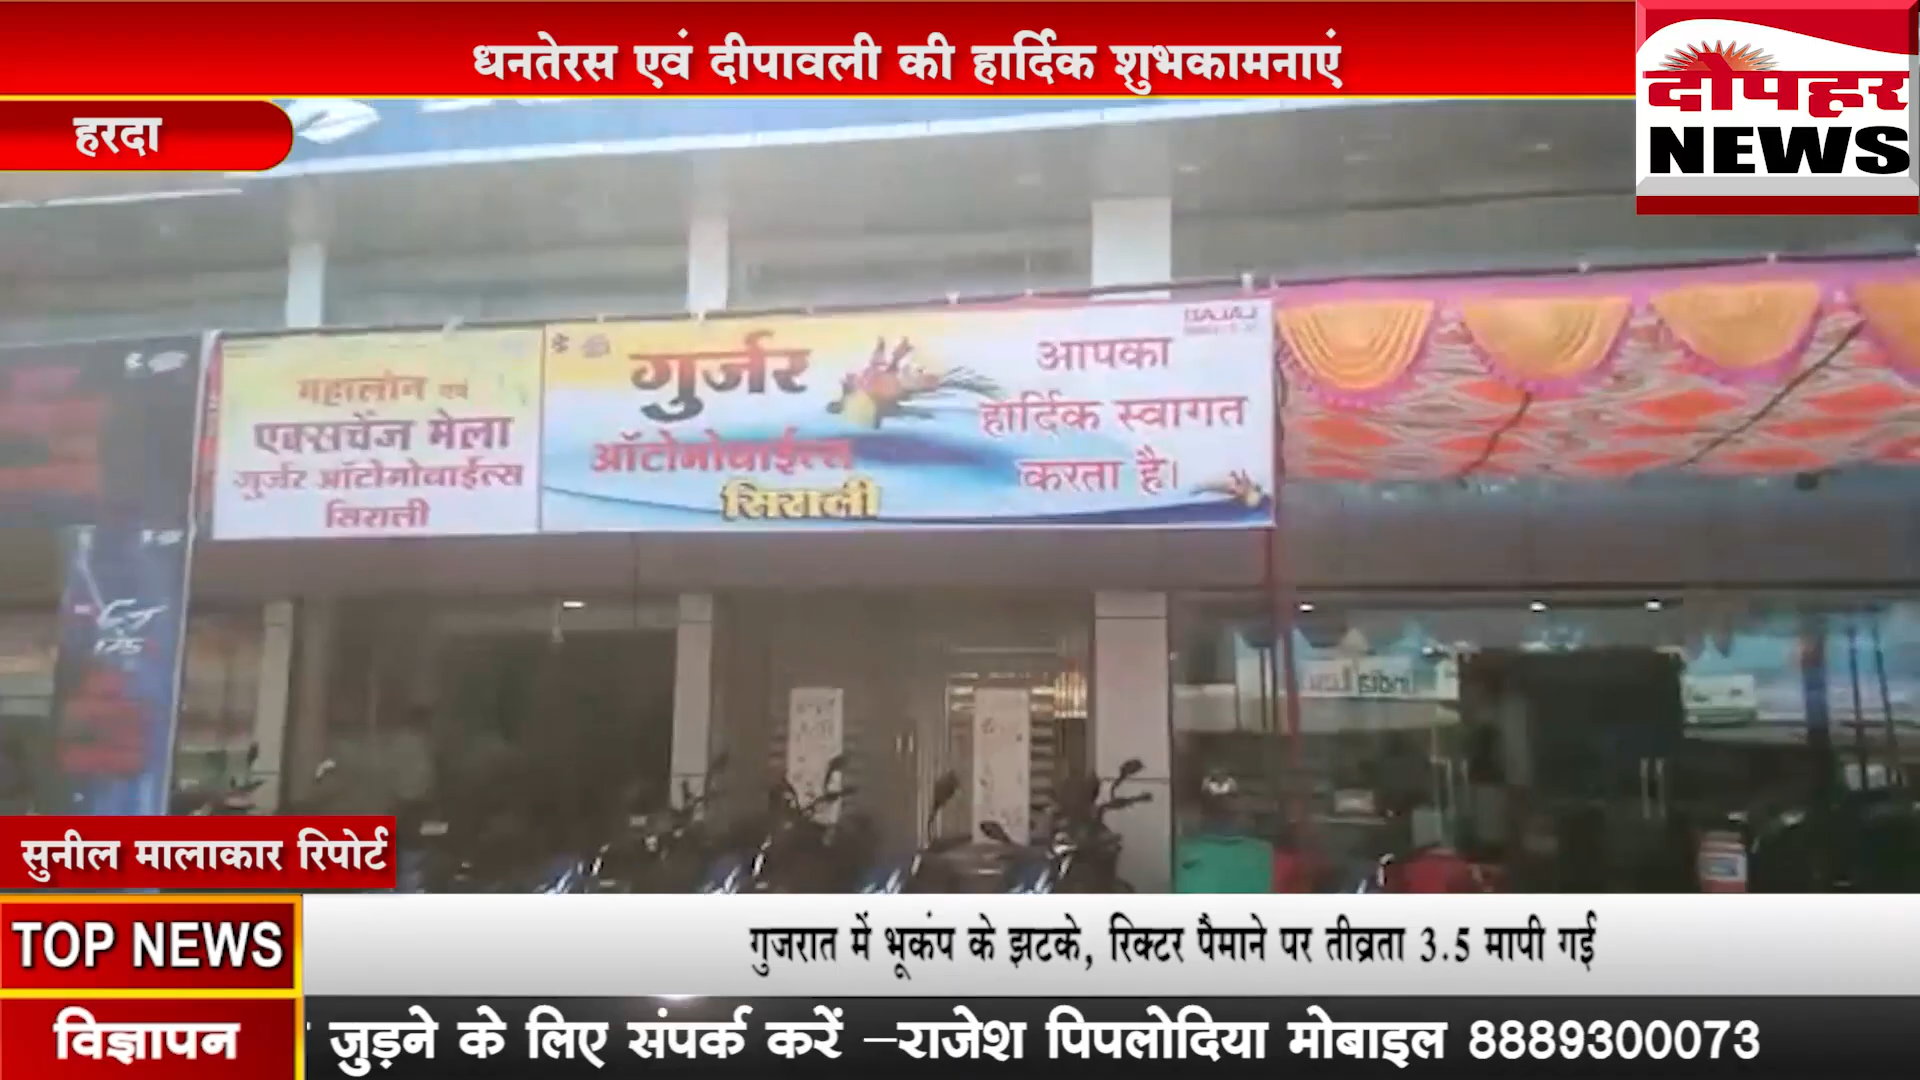 धनतेरस एवं दीपावली की हार्दिक शुभकामनाएं
दोपहर
NEWS
हरदा
महालोन एवं
एक्सचेंज मेला
गुर्जर ऑटोमोवाईल्स
सिराली
गुर्जर
ऑटोमोवाईल्स
सिराली
BAJAJ
आपका
हार्दिक स्वागत
करता है।
125
सुनील मालाकार रिपोर्ट
TOP NEWS
गुजरात में भूकंप के झटके, रिक्टर पैमाने पर तीव्रता 3.5 मापी गई
विज्ञापन
जुड़ने के लिए संपर्क करें –राजेश पिपलोदिया मोबाइल 8889300073